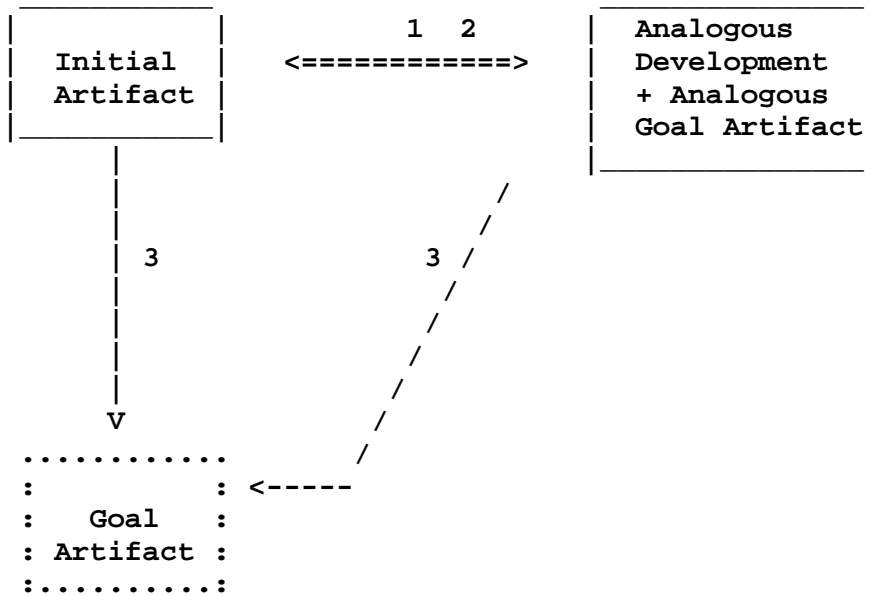 1 2
Initial
Artifact
Analogous
Development
+ Analogous
Goal Artifact
3
3
Goal
Artifact